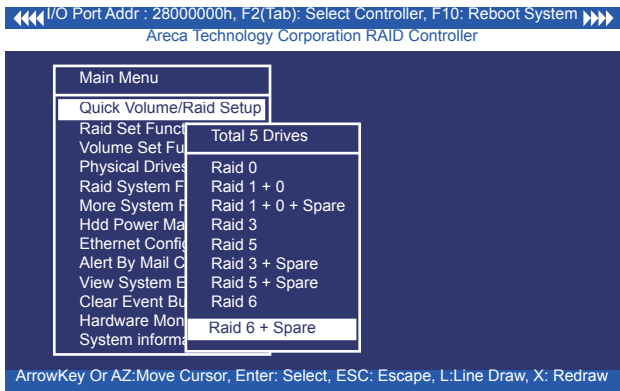 I/O Port Addr : 28000000h, F2(Tab): Select Controller, F10: Reboot System
Areca Technology Corporation RAID Controller
Main Menu
Quick Volume/Raid Setup
Raid Set Funct
Volume Set Fu
Physical Drives
Raid System F
More System F
Hdd Power Ma
Ethernet Config
Alert By Mail C
View System E
Clear Event Bu
Hardware Mon
System informa
Total 5 Drives
Raid 0
Raid 1 + 0
Raid 1 + 0 + Spare
Raid 3
Raid 5
Raid 3 + Spare
Raid 5 + Spare
Raid 6
Raid 6 + Spare
ArrowKey Or AZ:Move Cursor, Enter: Select, ESC: Escape, L:Line Draw, X: Redraw